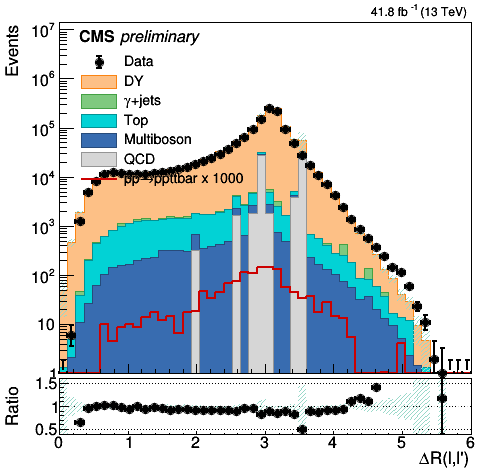 41.8 fb⁻¹ (13 TeV)
Events
10⁷
10⁶
10⁵
10⁴
10³
10²
10
1
CMS preliminary
Data
DY
γ+jets
Top
Multiboson
QCD
pp→ppttbar x 1000
Ratio
1.5
1
0.5
0 1 2 3 4 5 6
ΔR(l,l')